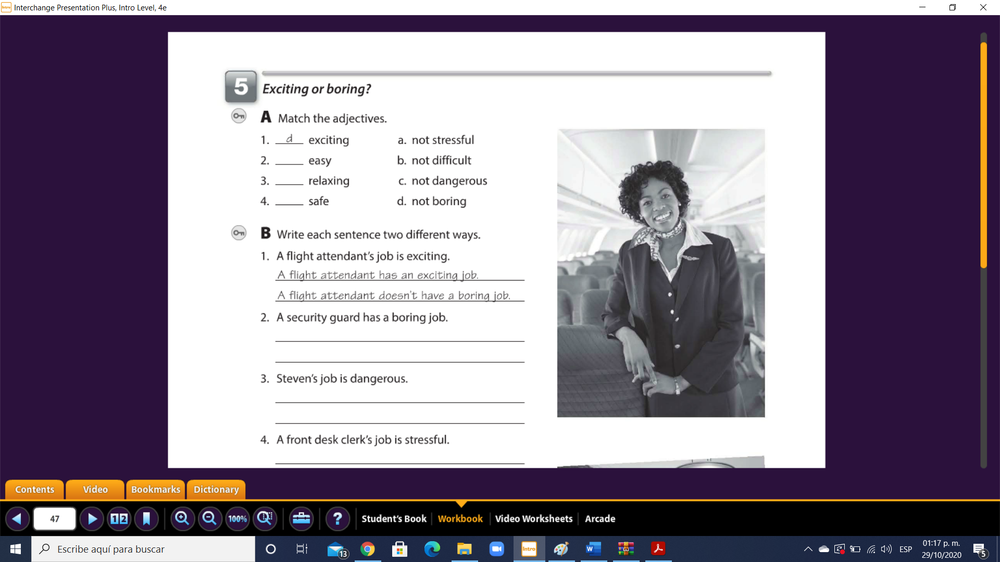 Interchange Presentation Plus, Intro Level, 4e
5
Exciting or boring?
A Match the adjectives.
1. d exciting a. not stressful
2. ____ easy b. not difficult
3. ____ relaxing c. not dangerous
4. ____ safe d. not boring
B Write each sentence two different ways.
1. A flight attendant's job is exciting.
A flight attendant has an exciting job.
A flight attendant doesn't have a boring job.
2. A security guard has a boring job.
3. Steven's job is dangerous.
4. A front desk clerk's job is stressful.
Contents Video Bookmarks Dictionary
47 12 100% ? Student's Book Workbook Video Worksheets Arcade
Escribe aquí para buscar 13 Intro W ESP 01:17 p. m.
29/10/2020 5